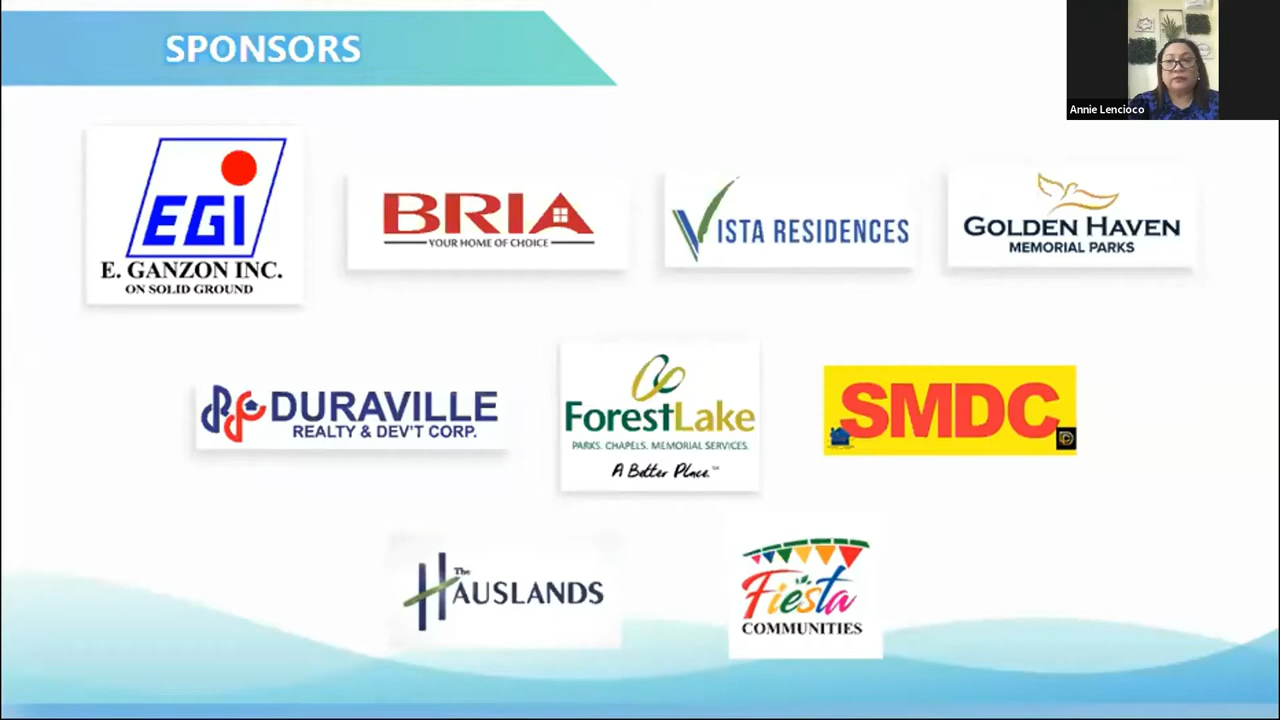 SPONSORS
Annie Lencioco
EGI
E. GANZON INC.
ON SOLID GROUND
BRIA
YOUR HOME OF CHOICE
VISTA RESIDENCES
GOLDEN HAVEN
MEMORIAL PARKS
DURAVILLE
REALTY & DEV'T CORP.
ForestLake
PARKS. CHAPELS. MEMORIAL SERVICES.
A Better Place.™
SMDC
The
HAUSLANDS
Fiesta
COMMUNITIES